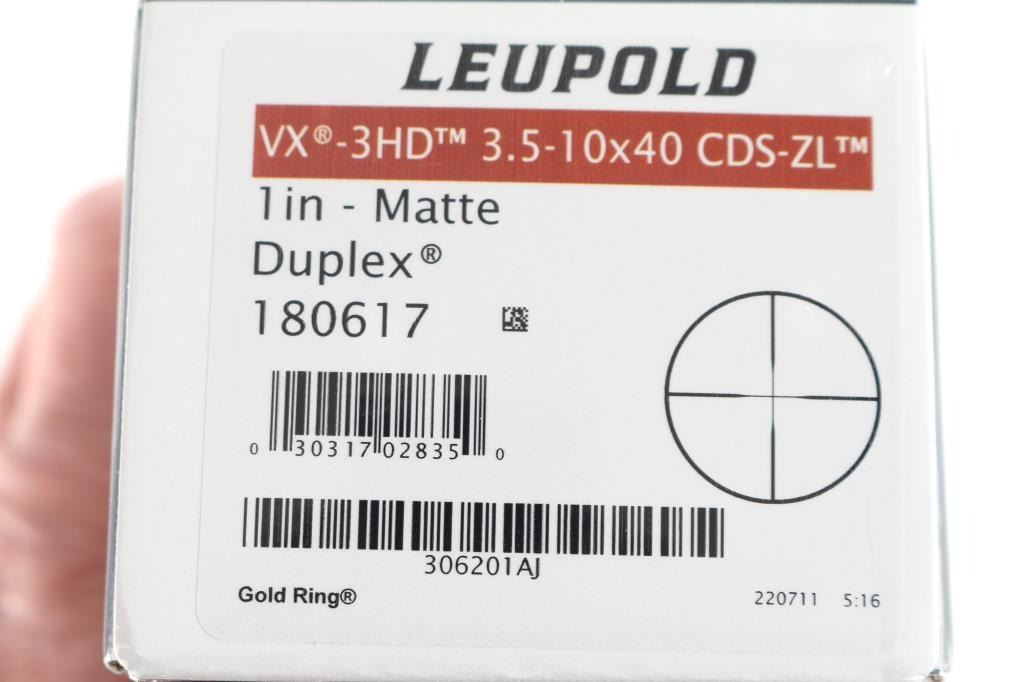 LEUPOLD
VX®-3HD™ 3.5-10x40 CDS-ZL™
1in - Matte
Duplex®
180617
0 30317 02835 0
306201AJ
Gold Ring®
220711 5:16